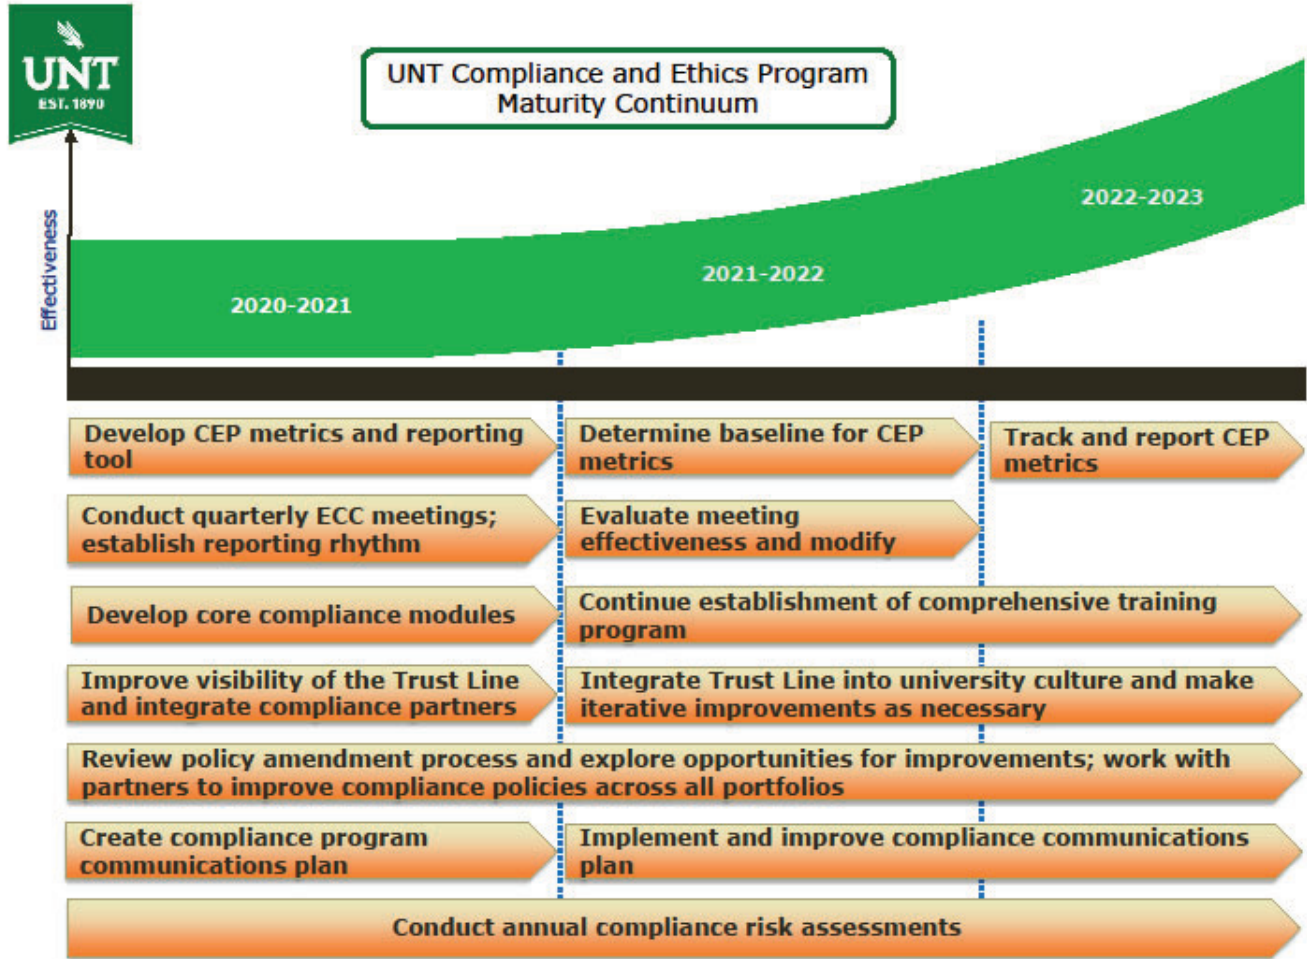 UNT
EST. 1890
UNT Compliance and Ethics Program
Maturity Continuum
Effectiveness
2020-2021
2021-2022
2022-2023
Develop CEP metrics and reporting
tool
Determine baseline for CEP
metrics
Track and report CEP
metrics
Conduct quarterly ECC meetings;
establish reporting rhythm
Evaluate meeting
effectiveness and modify
Develop core compliance modules
Continue establishment of comprehensive training
program
Improve visibility of the Trust Line
and integrate compliance partners
Integrate Trust Line into university culture and make
iterative improvements as necessary
Review policy amendment process and explore opportunities for improvements; work with
partners to improve compliance policies across all portfolios
Create compliance program
communications plan
Implement and improve compliance communications
plan
Conduct annual compliance risk assessments